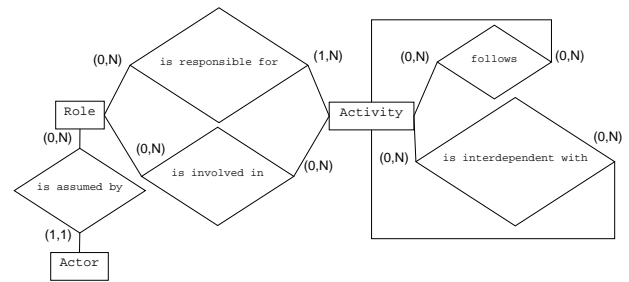 is responsible for
(0,N)
(1,N)
Role
(0,N)
is assumed by
(1,1)
Actor
is involved in
(0,N)
(0,N)
Activity
follows
(0,N)
(0,N)
is interdependent with
(0,N)
(0,N)